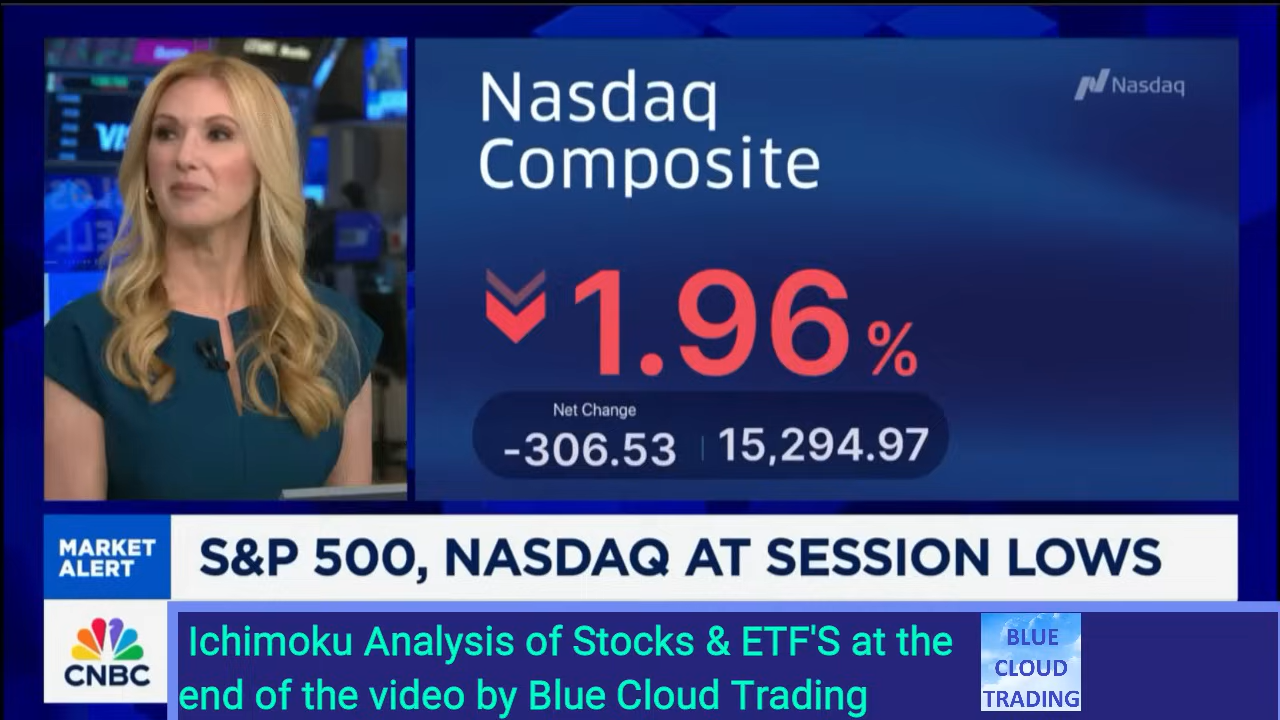 Nasdaq
Composite
Nasdaq
1.96 %
Net Change
-306.53 | 15,294.97
MARKET
ALERT
S&P 500, NASDAQ AT SESSION LOWS
CNBC
Ichimoku Analysis of Stocks & ETF'S at the
end of the video by Blue Cloud Trading
BLUE
CLOUD
TRADING